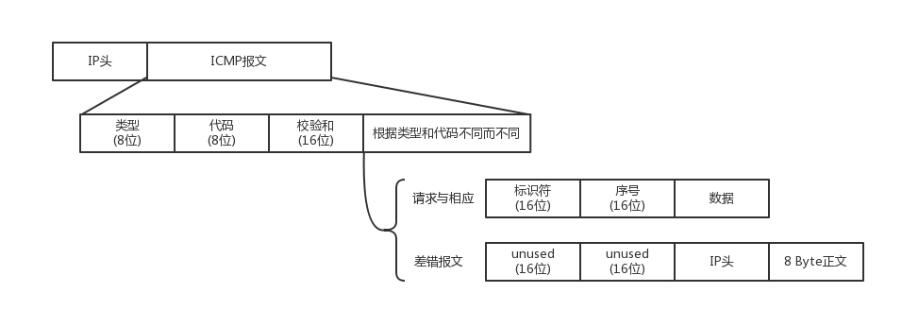 IP头
ICMP报文
类型
(8位)
代码
(8位)
校验和
(16位)
根据类型和代码不同而不同
请求与相应
标识符
(16位)
序号
(16位)
数据
差错报文
unused
(16位)
unused
(16位)
IP头
8 Byte正文